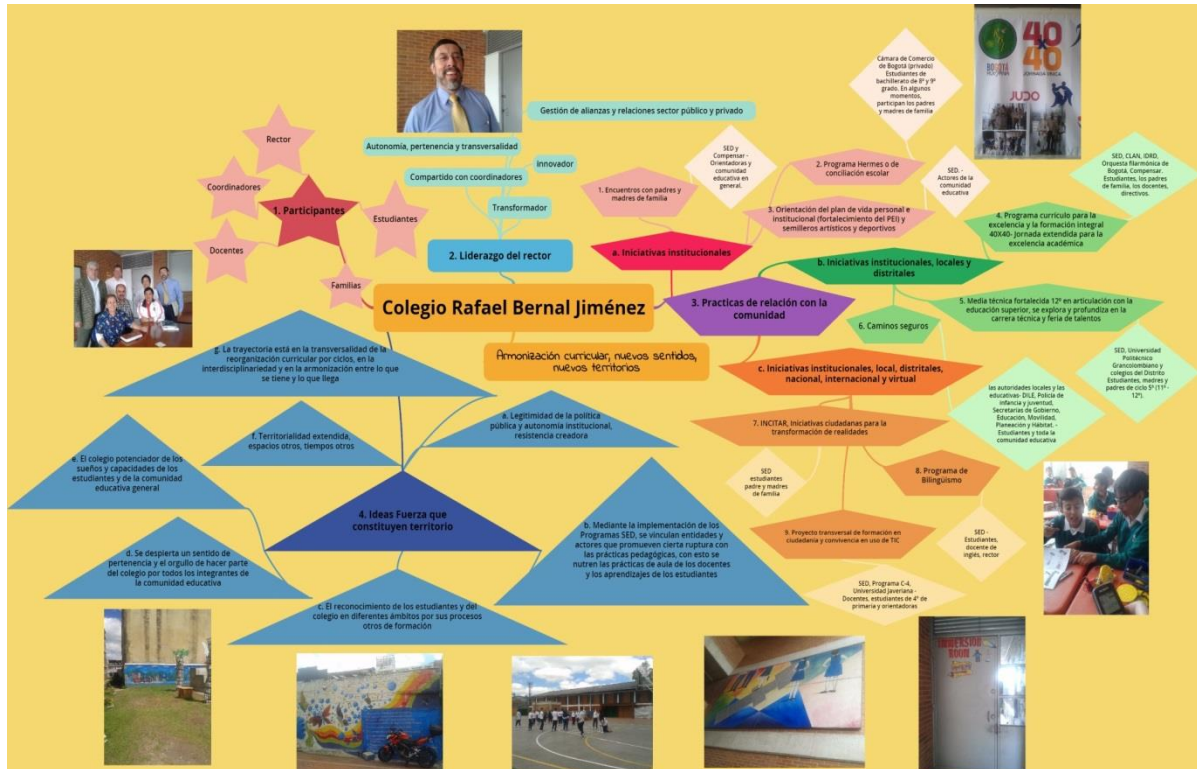 Colegio Rafael Bernal Jiménez
Armonización curricular, nuevos sentidos,
nuevos territorios
1. Participantes
Rector
Coordinadores
Estudiantes
Docentes
Familias
2. Liderazgo del rector
Gestión de alianzas y relaciones sector público y privado
Autonomía, pertenencia y transversalidad
Innovador
Compartido con coordinadores
Transformador
3. Practicas de relación con la
comunidad
a. Iniciativas institucionales
1. Encuentros con padres y
madres de familia
SED y
Compensar -
Orientadoras y
comunidad
educativa en
general.
2. Programa Hermes o de
conciliación escolar
Cámara de Comercio
de Bogotá (privado)
Estudiantes de
bachillerato de 8º y 9º
grado. En algunos
momentos,
participan los padres
y madres de familia
3. Orientación del plan de vida personal e
institucional (fortalecimiento del PEI) y
semilleros artísticos y deportivos
SED. -
Actores de la
comunidad
educativa
b. Iniciativas institucionales, locales y
distritales
4. Programa currículo para la
excelencia y la formación integral
40X40- Jornada extendida para la
excelencia académica
SED, CLAN, IDRD,
Orquesta filarmónica de
Bogotá, Compensar.
Estudiantes, los padres
de familia, los docentes,
directivos.
5. Media técnica fortalecida 12º en articulación con la
educación superior, se explora y profundiza en la
carrera técnica y feria de talentos
SED, Universidad
Politécnico
Grancolombiano y
colegios del Distrito
Estudiantes, madres y
padres de ciclo 5º (11º -
12º).
6. Caminos seguros
las autoridades locales y las
educativas- DILE, Policía de
infancia y juventud,
Secretarías de Gobierno,
Educación, Movilidad,
Planeación y Hábitat. -
Estudiantes y toda la
comunidad educativa
c. Iniciativas institucionales, local, distritales,
nacional, internacional y virtual
7. INCITAR, Iniciativas ciudadanas para la
transformación de realidades
SED
estudiantes
padre y madres
de familia
8. Programa de
Bilingüismo
SED -
Estudiantes,
docente de
inglés, rector
9. Proyecto transversal de formación en
ciudadanía y convivencia en uso de TIC
SED, Programa C-4,
Universidad Javeriana -
Docentes, estudiantes de 4º de
primaria y orientadoras
4. Ideas Fuerza que
constituyen territorio
a. Legitimidad de la política
pública y autonomía institucional,
resistencia creadora
b. Mediante la implementación de los
Programas SED, se vinculan entidades y
actores que promueven cierta ruptura con
las prácticas pedagógicas, con esto se
nutren las prácticas de aula de los docentes
y los aprendizajes de los estudiantes
c. El reconocimiento de los estudiantes y del
colegio en diferentes ámbitos por sus procesos
otros de formación
d. Se despierta un sentido de
pertenencia y el orgullo de hacer parte
del colegio por todos los integrantes de
la comunidad educativa
e. El colegio potenciador de los
sueños y capacidades de los
estudiantes y de la comunidad
educativa general
f. Territorialidad extendida,
espacios otros, tiempos otros
g. La trayectoria está en la transversalidad de la
reorganización curricular por ciclos, en la
interdisciplinariedad y en la armonización entre lo que
se tiene y lo que llega
40
x
40
JORNADA ÚNICA
BOGOTÁ
JUDO
IMMERSION
ROOM